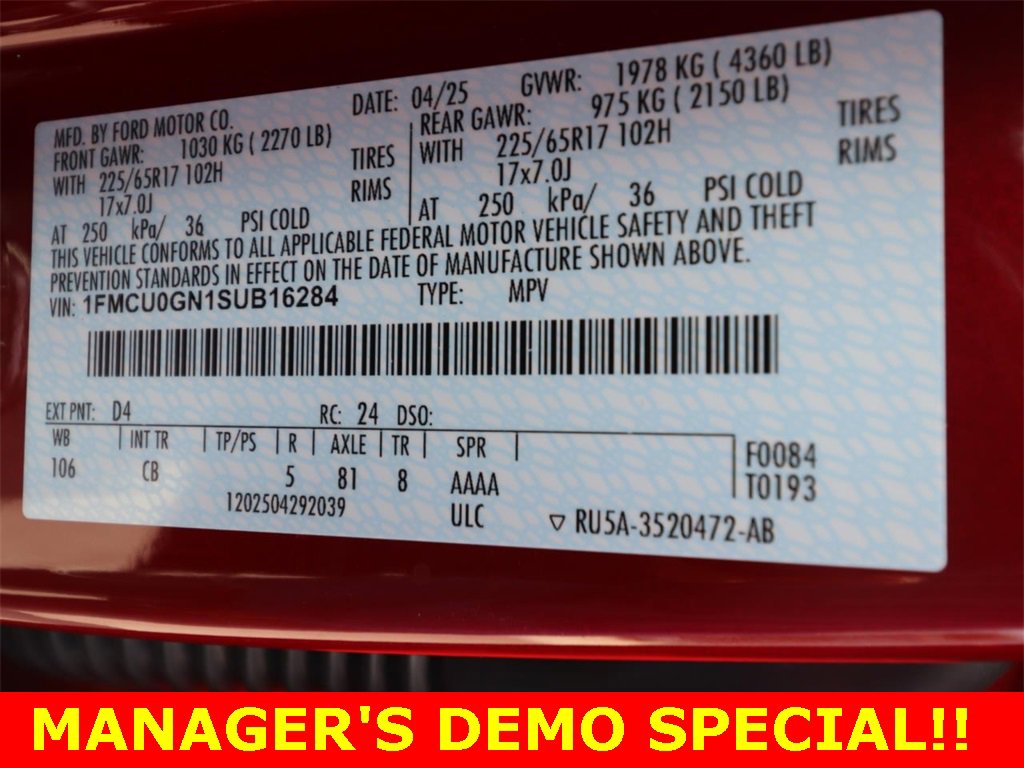 MFD. BY FORD MOTOR CO. DATE: 04/25 GVWR: 1978 KG ( 4360 LB)
FRONT GAWR: 1030 KG ( 2270 LB) REAR GAWR: 975 KG ( 2150 LB)
WITH 225/65R17 102H TIRES WITH 225/65R17 102H TIRES
17x7.0J RIMS 17x7.0J RIMS
AT 250 kPa/ 36 PSI COLD AT 250 kPa/ 36 PSI COLD
THIS VEHICLE CONFORMS TO ALL APPLICABLE FEDERAL MOTOR VEHICLE SAFETY AND THEFT
PREVENTION STANDARDS IN EFFECT ON THE DATE OF MANUFACTURE SHOWN ABOVE.
VIN: 1FMCU0GN1SUB16284 TYPE: MPV
EXT PNT: D4 RC: 24 DSO:
WB INT TR TP/PS R AXLE TR SPR F0084
106 CB 5 81 8 AAAA T0193
1202504292039 ULC ▽ RU5A-3520472-AB
MANAGER'S DEMO SPECIAL!!